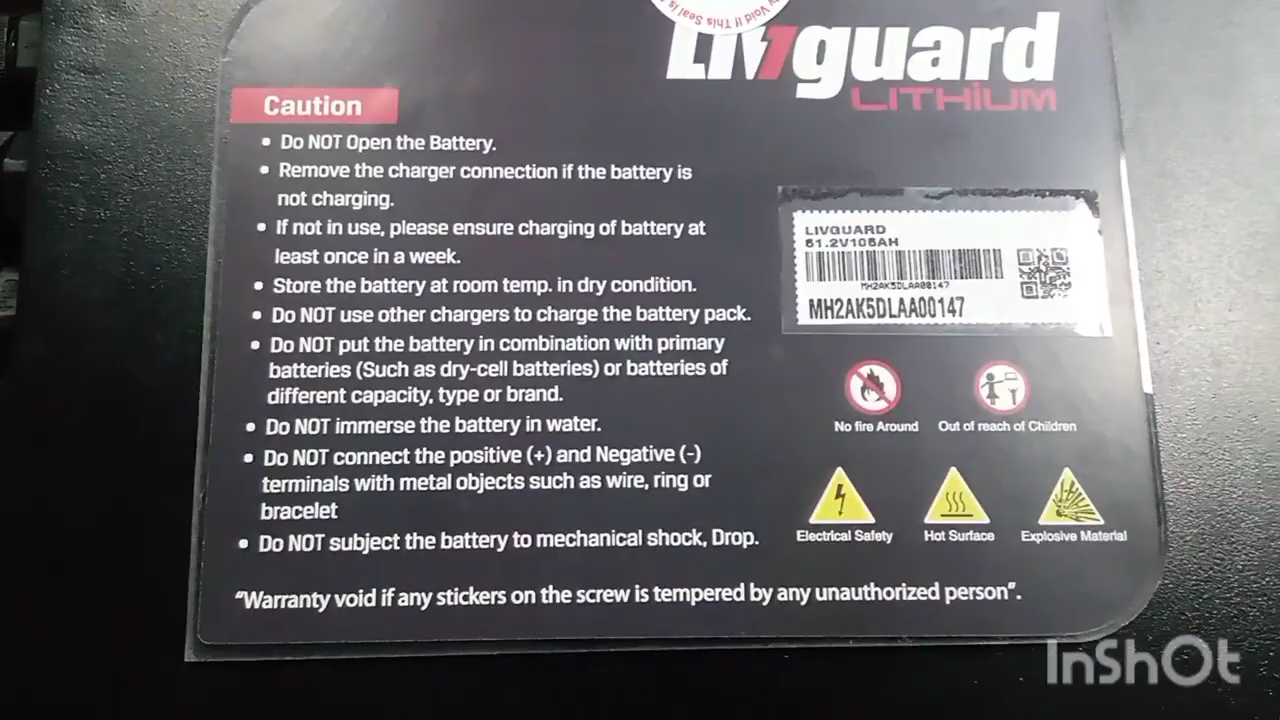 y Void If This Seal Is
Livguard
LITHIUM
Caution
• Do NOT Open the Battery.
• Remove the charger connection if the battery is
not charging.
• If not in use, please ensure charging of battery at
least once in a week.
• Store the battery at room temp. in dry condition.
• Do NOT use other chargers to charge the battery pack.
• Do NOT put the battery in combination with primary
batteries (Such as dry-cell batteries) or batteries of
different capacity, type or brand.
• Do NOT immerse the battery in water.
• Do NOT connect the positive (+) and Negative (-)
terminals with metal objects such as wire, ring or
bracelet
• Do NOT subject the battery to mechanical shock, Drop.
"Warranty void if any stickers on the screw is tempered by any unauthorized person".
LIVGUARD
51.2V105AH
MH2AK5DLAA00147
MH2AK5DLAA00147
No fire Around
Out of reach of Children
Electrical Safety
Hot Surface
Explosive Material
InShOt